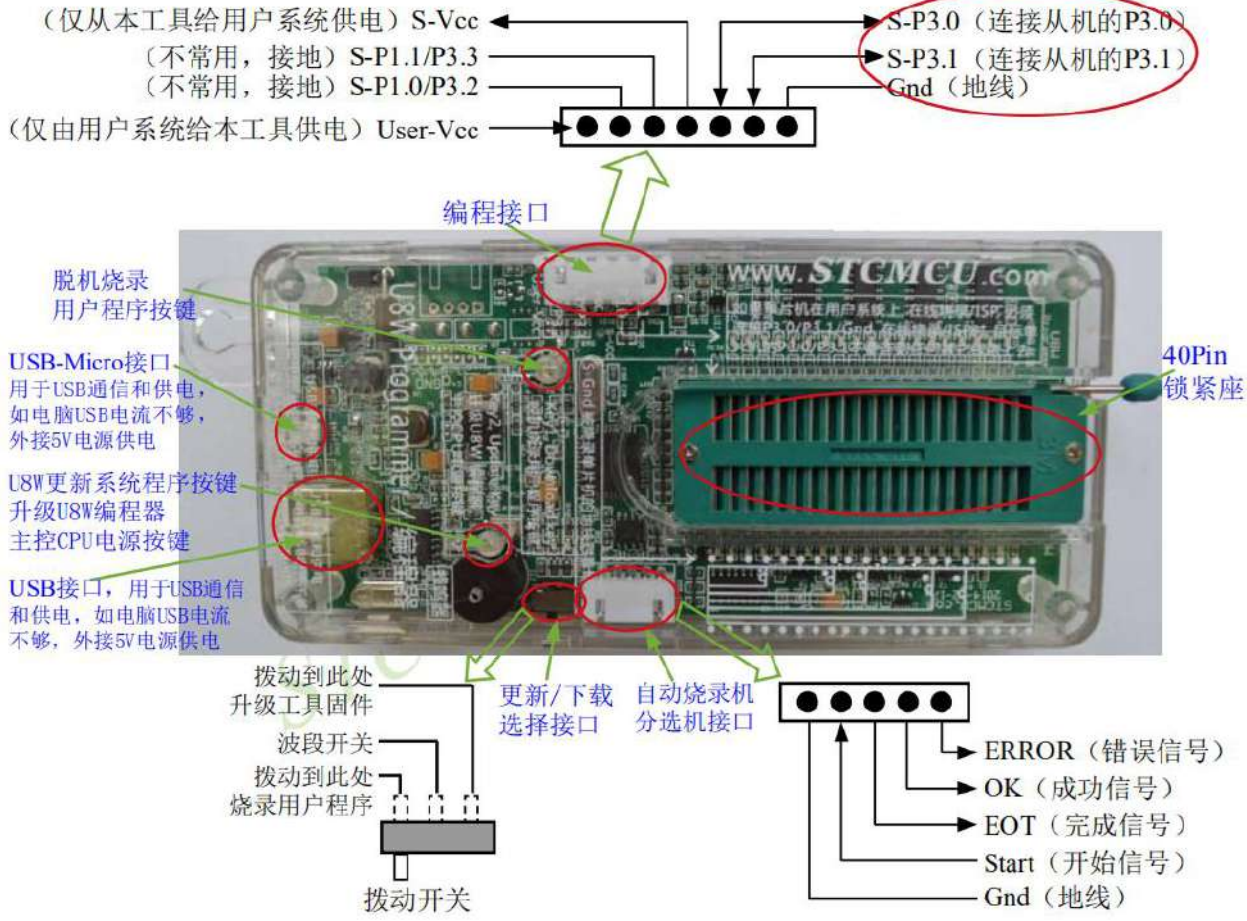 （仅从本工具给用户系统供电）S-Vcc
（不常用，接地）S-P1.1/P3.3
（不常用，接地）S-P1.0/P3.2
（仅由用户系统给本工具供电）User-Vcc
S-P3.0（连接从机的P3.0）
S-P3.1（连接从机的P3.1）
Gnd（地线）
编程接口
脱机烧录
用户程序按键
USB-Micro接口
用于USB通信和供电，
如电脑USB电流不够，
外接5V电源供电
U8W更新系统程序按键
升级U8W编程器
主控CPU电源按键
USB接口，用于USB通信
和供电，如电脑USB电流
不够，外接5V电源供电
www.STCMCU.com
U8W Programmer
40Pin
锁紧座
拨动到此处
升级工具固件
波段开关
拨动到此处
烧录用户程序
拨动开关
更新/下载
选择接口
自动烧录机
分选机接口
ERROR（错误信号）
OK（成功信号）
EOT（完成信号）
Start（开始信号）
Gnd（地线）